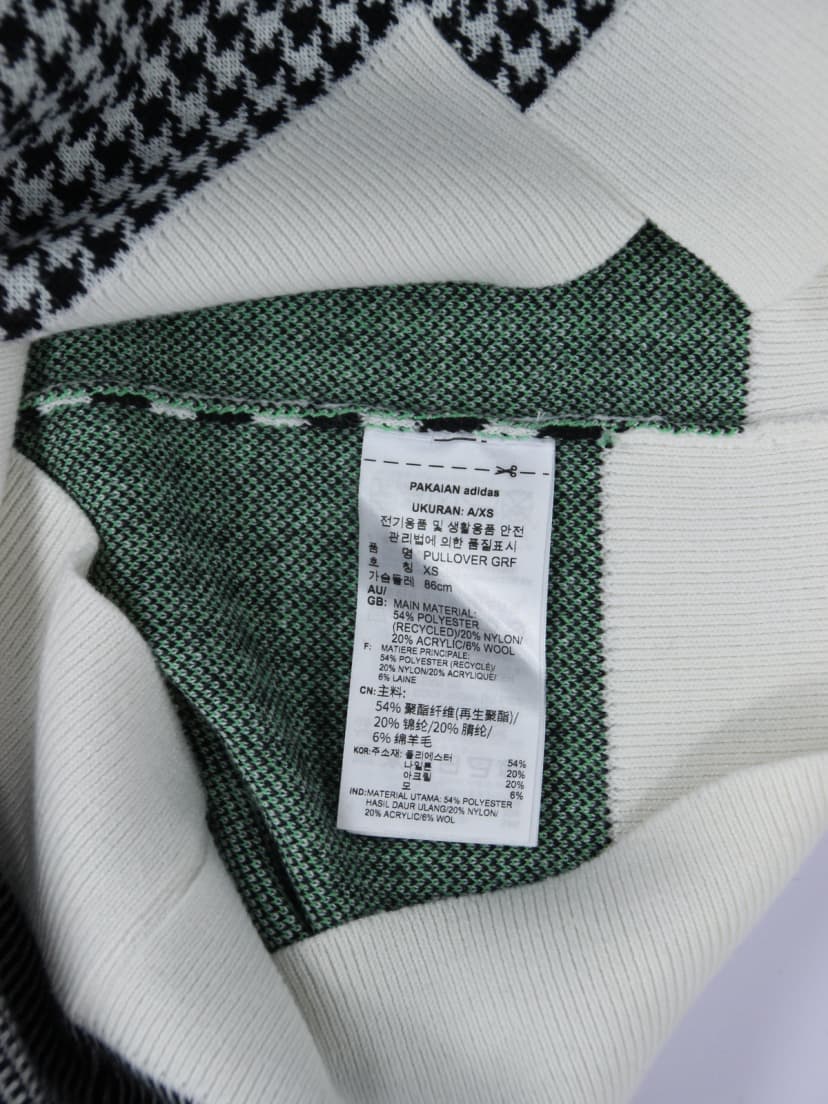 PAKAIAN adidas
UKURAN: A/XS
전기용품 및 생활용품 안전
관리법에 의한 품질표시
품 명 PULLOVER GRF
호 칭 XS
가슴둘레 86cm
AU/
GB: MAIN MATERIAL:
54% POLYESTER
(RECYCLED)/20% NYLON/
20% ACRYLIC/6% WOOL
F: MATIERE PRINCIPALE:
54% POLYESTER (RECYCLÉ)/
20% NYLON/20% ACRYLIQUE/
6% LAINE
CN: 主料:
54% 聚酯纤维(再生聚酯)/
20% 锦纶/20% 腈纶/
6% 绵羊毛
KOR: 주소재: 폴리에스터 54%
나일론 20%
아크릴 20%
모 6%
IND: MATERIAL UTAMA: 54% POLYESTER
HASIL DAUR ULANG/20% NYLON/
20% ACRYLIC/6% WOL